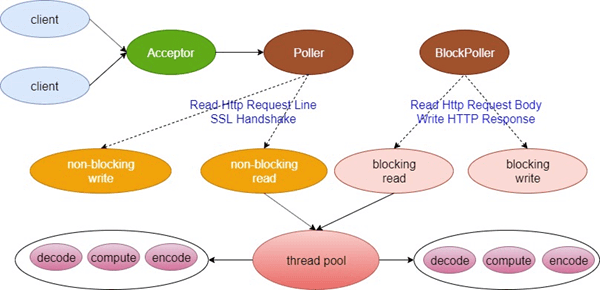 client
Acceptor
Poller
BlockPoller
client
Read Http Request Line
SSL Handshake
Read Http Request Body
Write HTTP Response
non-blocking
write
non-blocking
read
blocking
read
blocking
write
decode
compute
encode
thread pool
decode
compute
encode